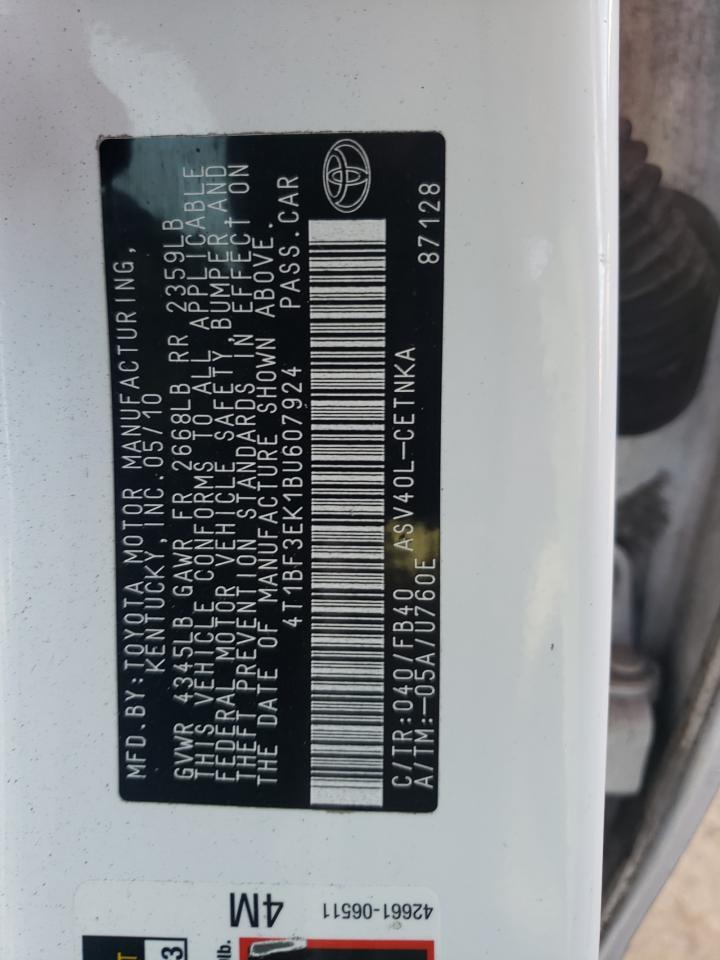 MFD.BY:TOYOTA MOTOR MANUFACTURING,
KENTUCKY,INC.05/10
GVWR 4345LB GAWR FR 2668LB RR 2359LB
THIS VEHICLE CONFORMS TO ALL APPLICABLE
FEDERAL MOTOR VEHICLE SAFETY,BUMPER,AND
THEFT PREVENTION STANDARDS IN EFFECT ON
THE DATE OF MANUFACTURE SHOWN ABOVE.
4T1BF3EK1BU607924 PASS.CAR
C/TR:040/FB40 ASV40L-CETNKA
A/TM:-05A/U760E 87128
4M
42661-06511
lb.
3